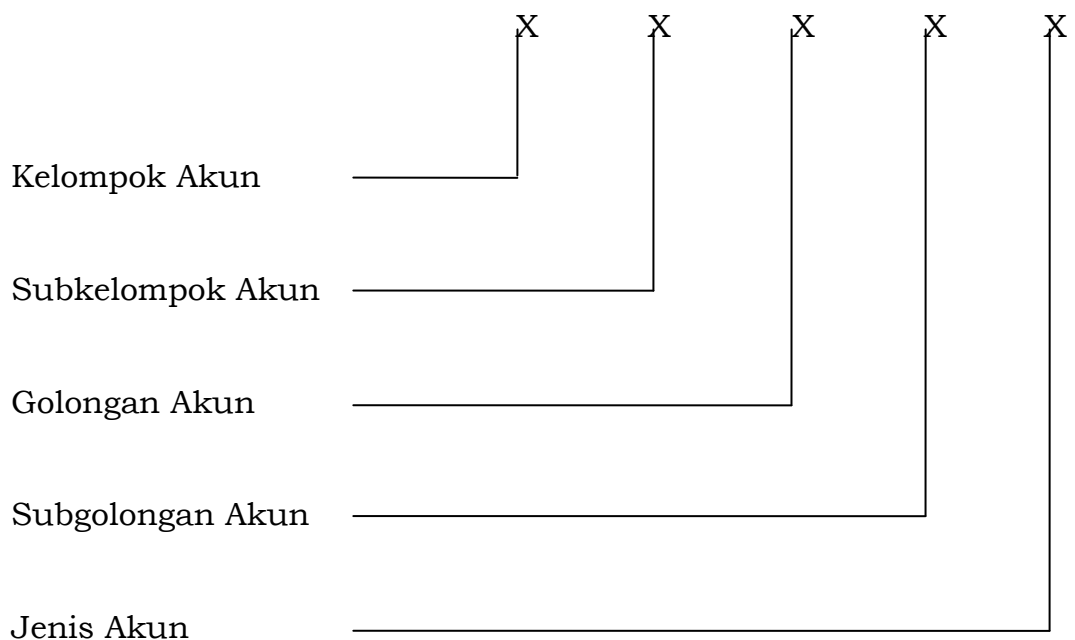 X X X X X
Kelompok Akun
Subkelompok Akun
Golongan Akun
Subgolongan Akun
Jenis Akun